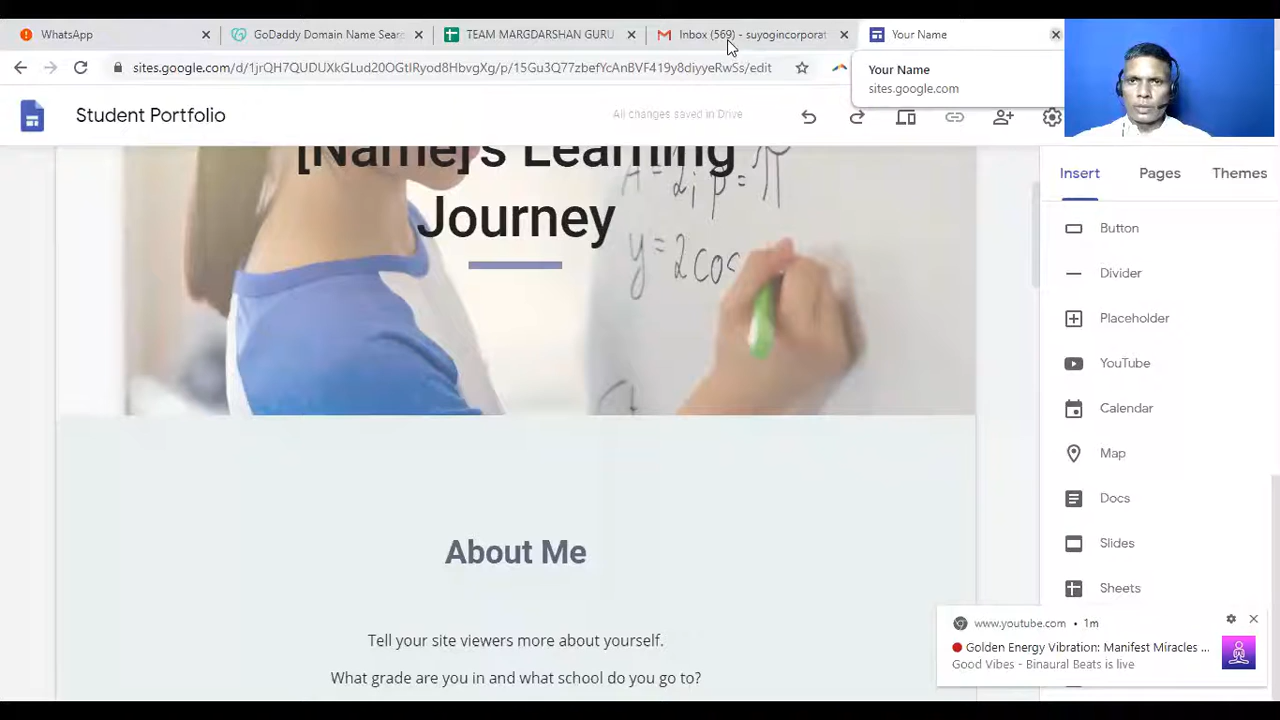 WhatsApp
GoDaddy Domain Name Searc
TEAM MARGDARSHAN GURU
Inbox (569) - suyogincorporat
Your Name
sites.google.com/d/1jrQH7QUDUXkGLud20OGtIRyod8HbvgXg/p/15Gu3Q77zbefYcAnBVF419y8diyyeRwSs/edit
Your Name
sites.google.com
Student Portfolio
All changes saved in Drive
[Name]'s Learning
Journey
y = 2cos
About Me
Tell your site viewers more about yourself.
What grade are you in and what school do you go to?
Insert
Pages
Themes
Button
Divider
Placeholder
YouTube
Calendar
Map
Docs
Slides
Sheets
www.youtube.com • 1m
Golden Energy Vibration: Manifest Miracles ...
Good Vibes - Binaural Beats is live